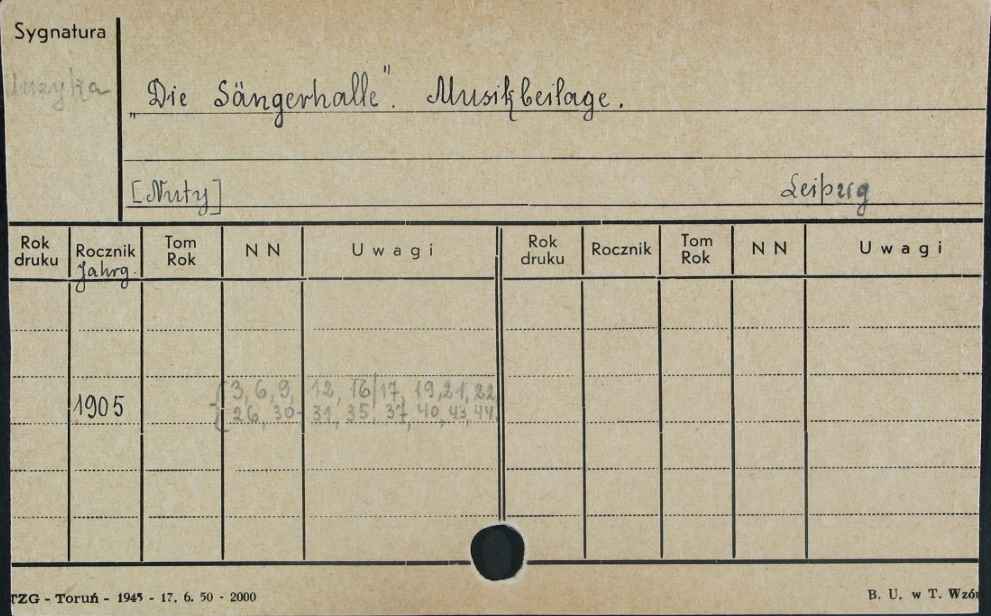 Sygnatura
Muzyka
„Die Sängerhalle". Musikbeilage.
[Nuty] Leipzig
Rok druku Rocznik Jahrg. Tom Rok N N Uwagi Rok druku Rocznik Tom Rok N N Uwagi
{3, 6, 9, 12, 16/17, 19, 21, 22
1905
{26, 30-31, 35, 37, 40, 43, 44.
TZG - Toruń - 1945 - 17. 6. 50 - 2000 B. U. w T. Wzór